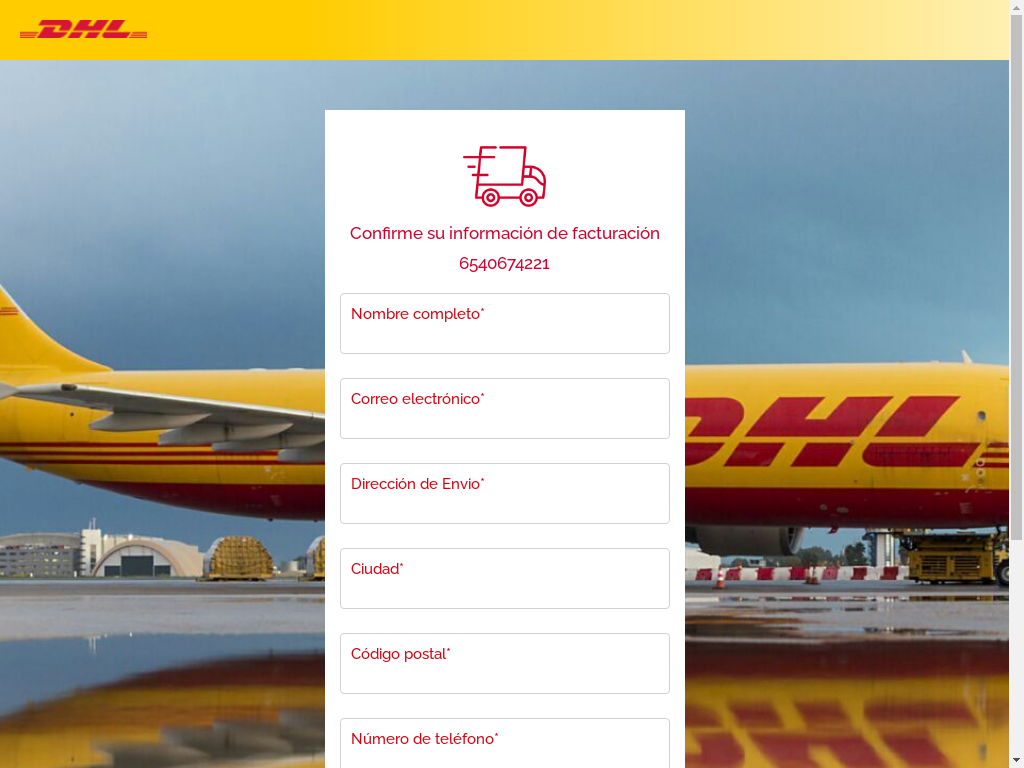 DHL
Confirme su información de facturación
6540674221
Nombre completo*
Correo electrónico*
DHL
Dirección de Envio*
Ciudad*
Código postal*
Número de teléfono*